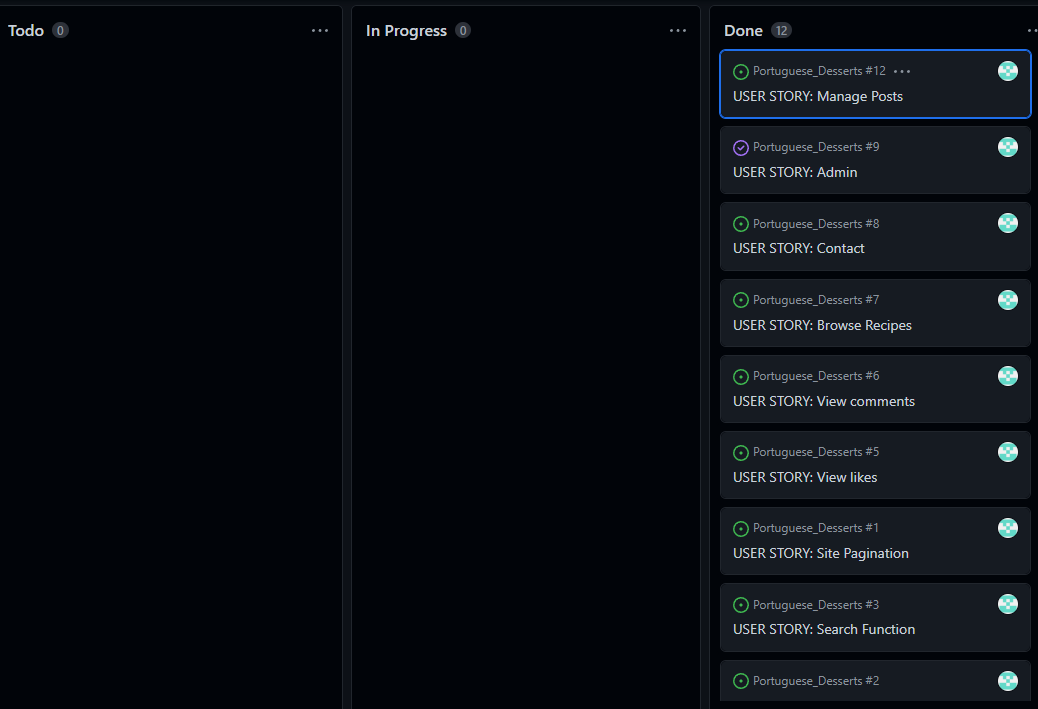 Todo 0
In Progress 0
Done 12
Portuguese_Desserts #12
USER STORY: Manage Posts
Portuguese_Desserts #9
USER STORY: Admin
Portuguese_Desserts #8
USER STORY: Contact
Portuguese_Desserts #7
USER STORY: Browse Recipes
Portuguese_Desserts #6
USER STORY: View comments
Portuguese_Desserts #5
USER STORY: View likes
Portuguese_Desserts #1
USER STORY: Site Pagination
Portuguese_Desserts #3
USER STORY: Search Function
Portuguese_Desserts #2